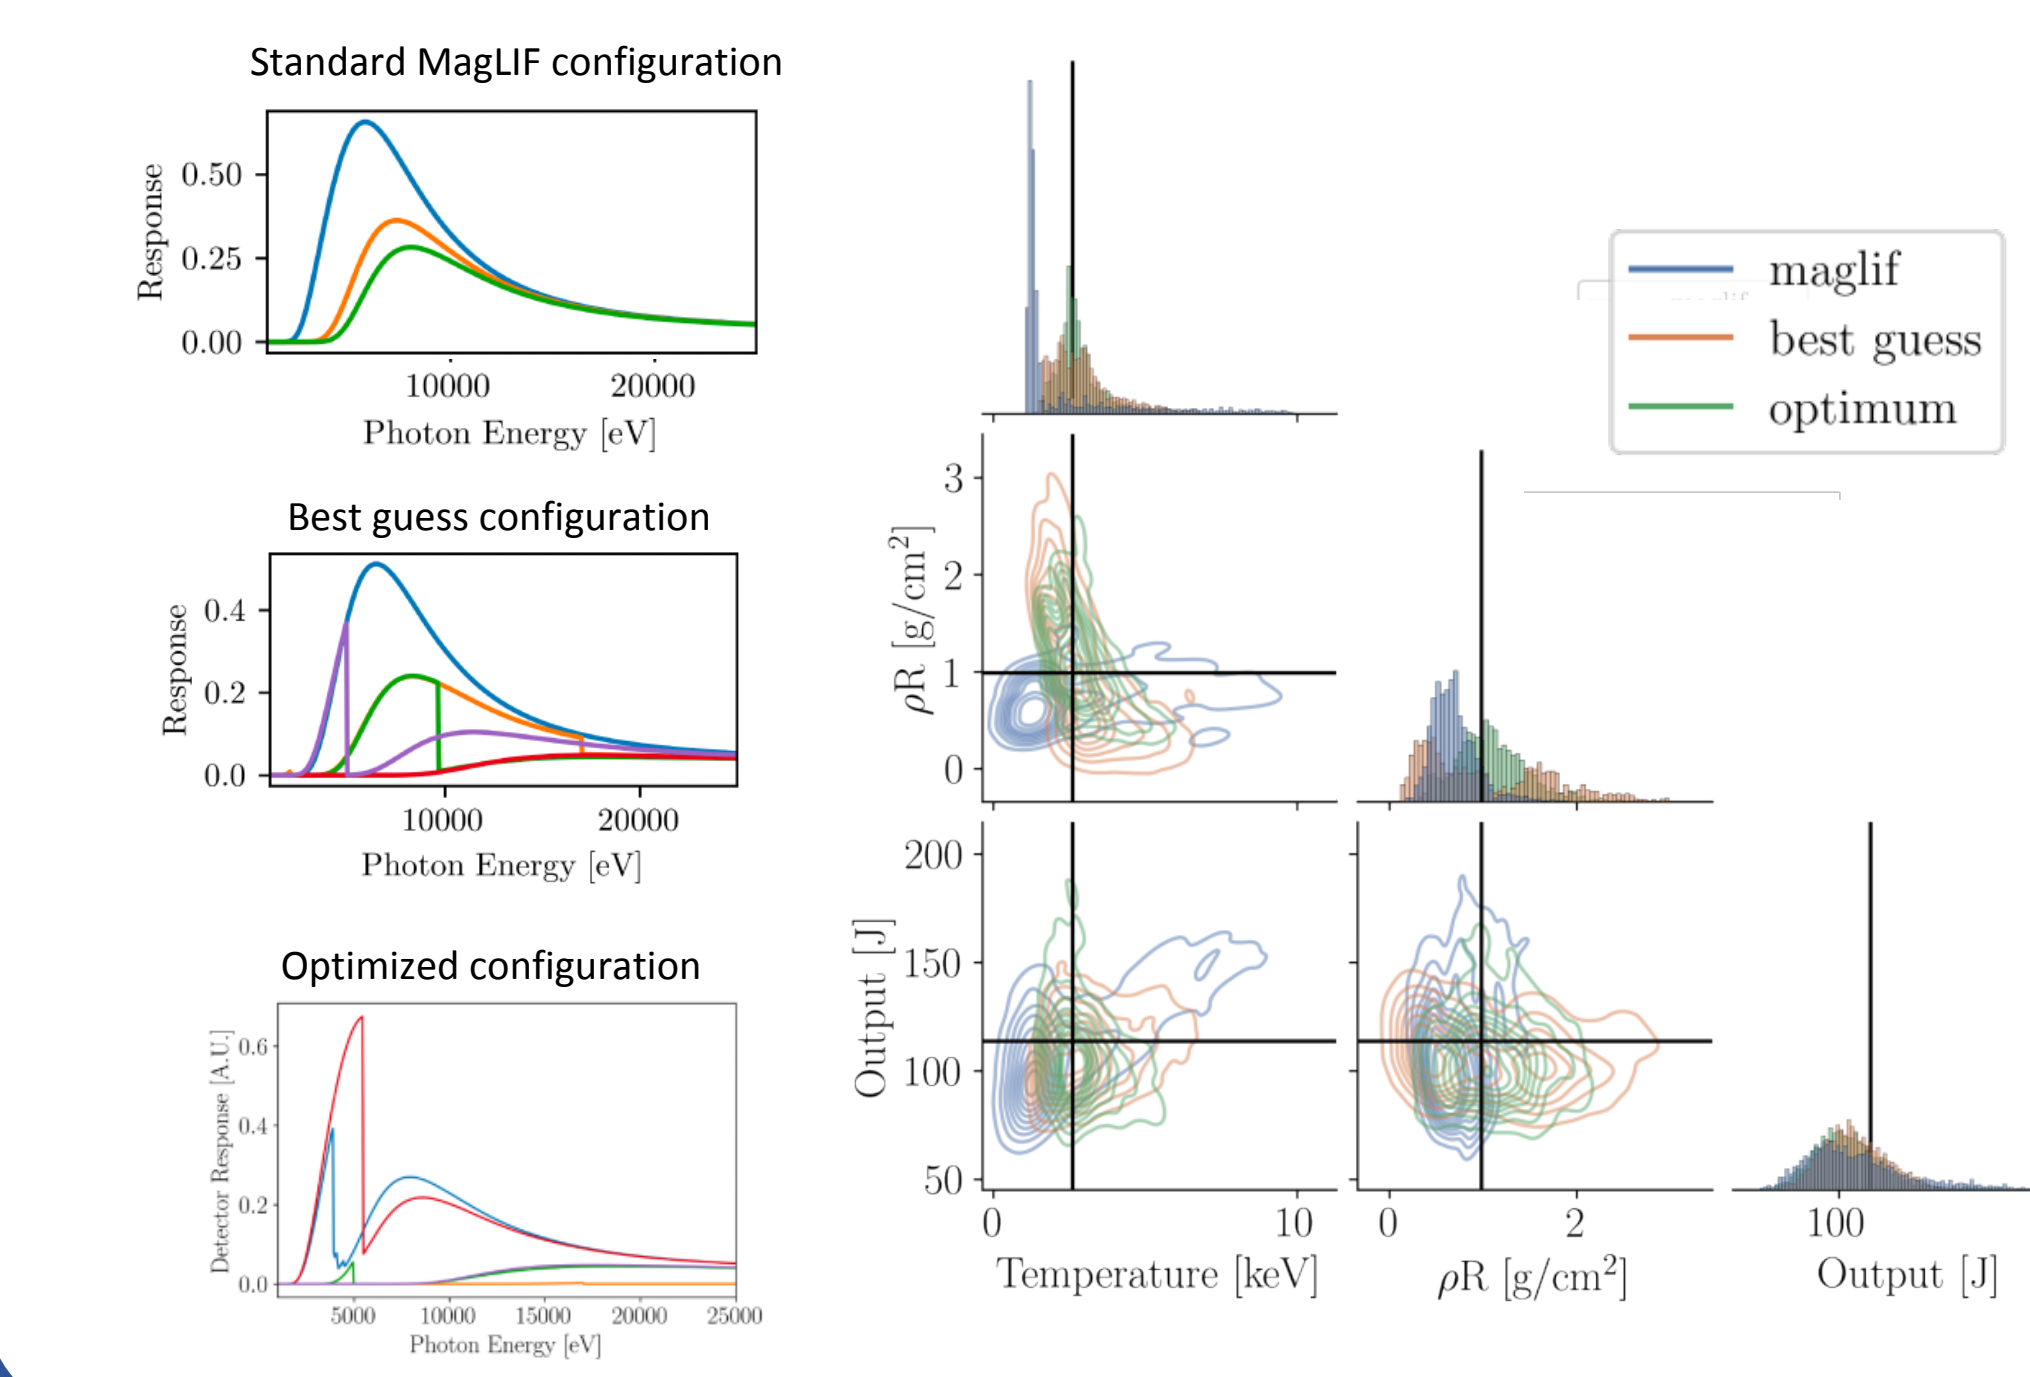 Standard MagLIF configuration
Response
0.50
0.25
0.00
10000 20000
Photon Energy [eV]
Best guess configuration
Response
0.4
0.2
0.0
10000 20000
Photon Energy [eV]
Optimized configuration
Detector Response [A.U.]
0.6
0.4
0.2
0.0
5000 10000 15000 20000 25000
Photon Energy [eV]
maglif
best guess
optimum
ρR [g/cm²]
3
2
1
0
Output [J]
200
150
100
50
0 10
Temperature [keV]
0 2
ρR [g/cm²]
100
Output [J]